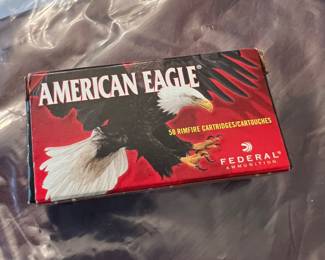 AMERICAN EAGLE®
50 RIMFIRE CARTRIDGES/CARTOUCHES
FEDERAL®
AMMUNITION